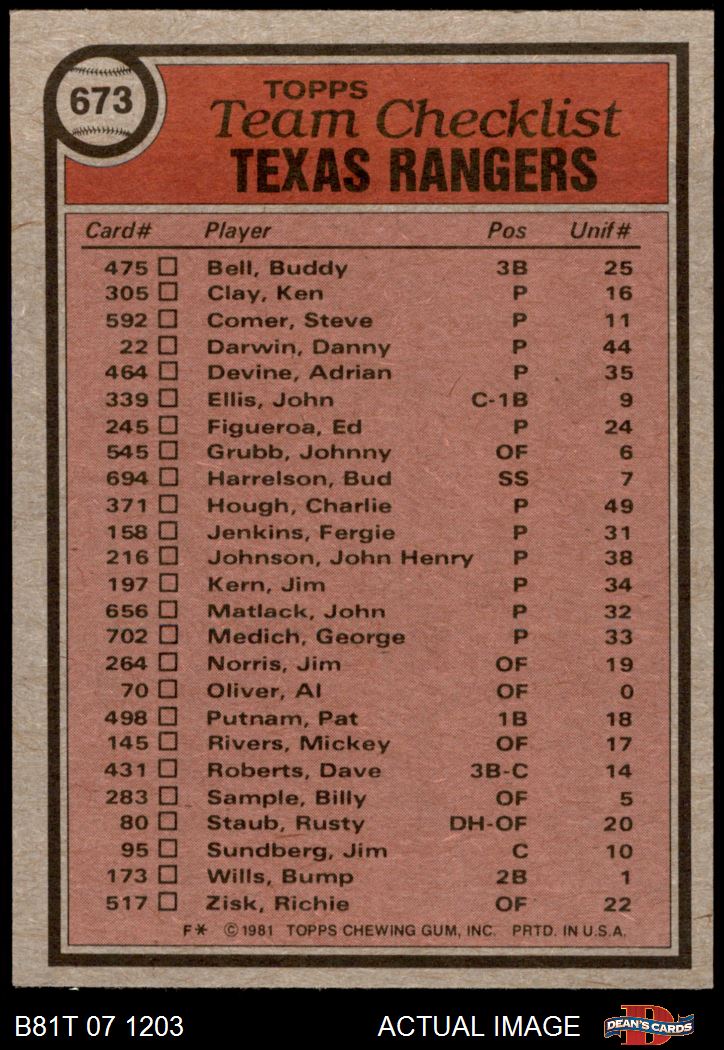 673
TOPPS
Team Checklist
TEXAS RANGERS
Card# Player Pos Unif#
475 Bell, Buddy 3B 25
305 Clay, Ken P 16
592 Comer, Steve P 11
22 Darwin, Danny P 44
464 Devine, Adrian P 35
339 Ellis, John C-1B 9
245 Figueroa, Ed P 24
545 Grubb, Johnny OF 6
694 Harrelson, Bud SS 7
371 Hough, Charlie P 49
158 Jenkins, Fergie P 31
216 Johnson, John Henry P 38
197 Kern, Jim P 34
656 Matlack, John P 32
702 Medich, George P 33
264 Norris, Jim OF 19
70 Oliver, Al OF 0
498 Putnam, Pat 1B 18
145 Rivers, Mickey OF 17
431 Roberts, Dave 3B-C 14
283 Sample, Billy OF 5
80 Staub, Rusty DH-OF 20
95 Sundberg, Jim C 10
173 Wills, Bump 2B 1
517 Zisk, Richie OF 22
F* © 1981 TOPPS CHEWING GUM, INC. PRTD. IN U.S.A.
B81T 07 1203 ACTUAL IMAGE DEAN'S CARDS